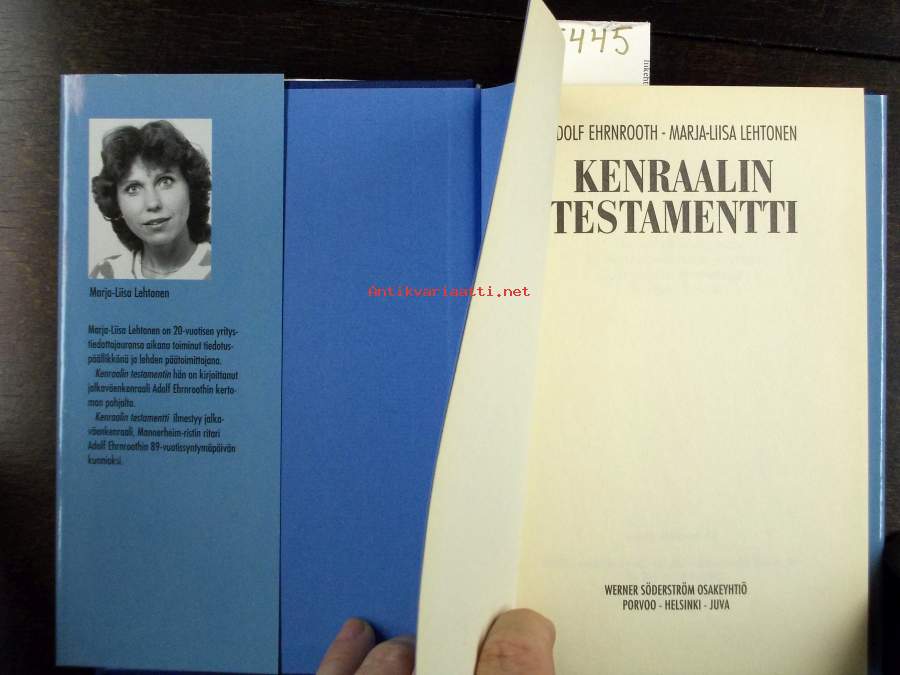 Marja-Liisa Lehtonen
Marja-Liisa Lehtonen on 20-vuotisen yritys-
tiedottajauransa aikana toiminut tiedotus-
päällikkönä ja lehden päätoimittajana.
Kenraalin testamentin hän on kirjoittanut
jalkaväenkenraali Adolf Ehrnroothin kerto-
man pohjalta.
Kenraalin testamentti ilmestyy jalka-
väenkenraali, Mannerheim-ristin ritari
Adolf Ehrnroothin 89-vuotissyntymäpäivän
kunniaksi.
Antikvariaatti.net
445
DOLF EHRNROOTH - MARJA-LIISA LEHTONEN
KENRAALIN
TESTAMENTTI
WERNER SÖDERSTRÖM OSAKEYHTIÖ
PORVOO - HELSINKI - JUVA